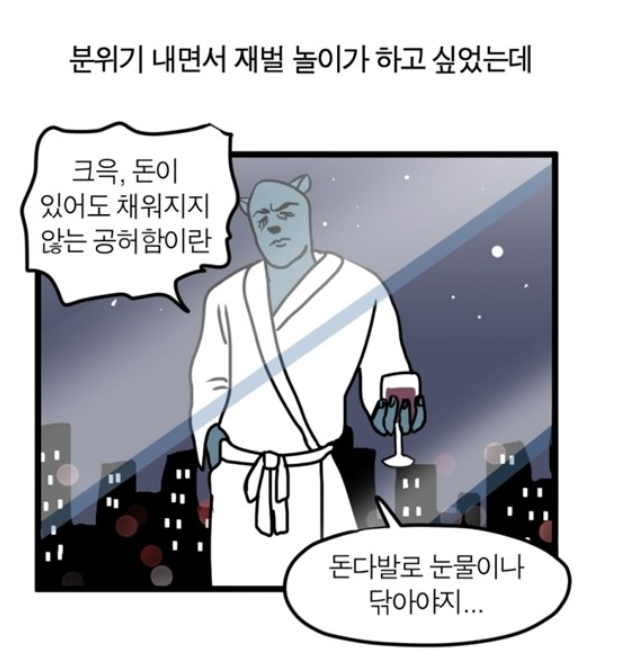 분위기 내면서 재벌 놀이가 하고 싶었는데
크윽, 돈이
있어도 채워지지
않는 공허함이란
돈다발로 눈물이나
닦아야지...